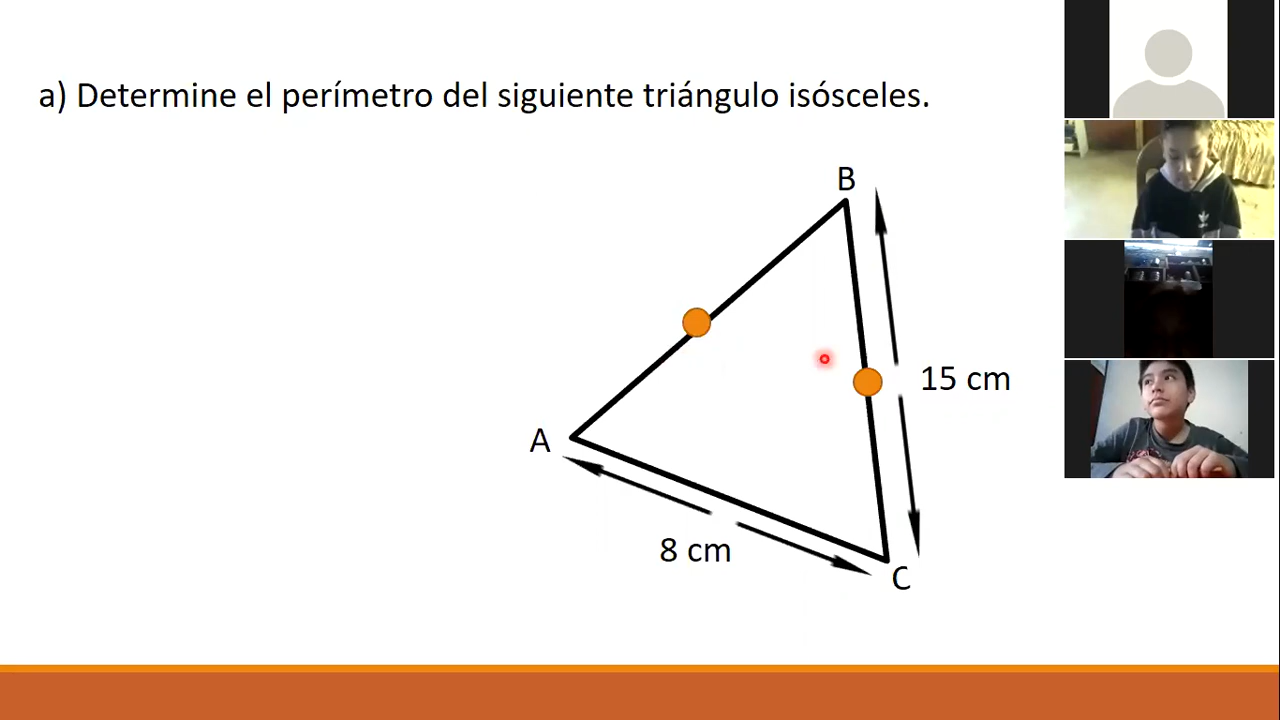 a) Determine el perímetro del siguiente triángulo isósceles.
B
15 cm
A
8 cm
C